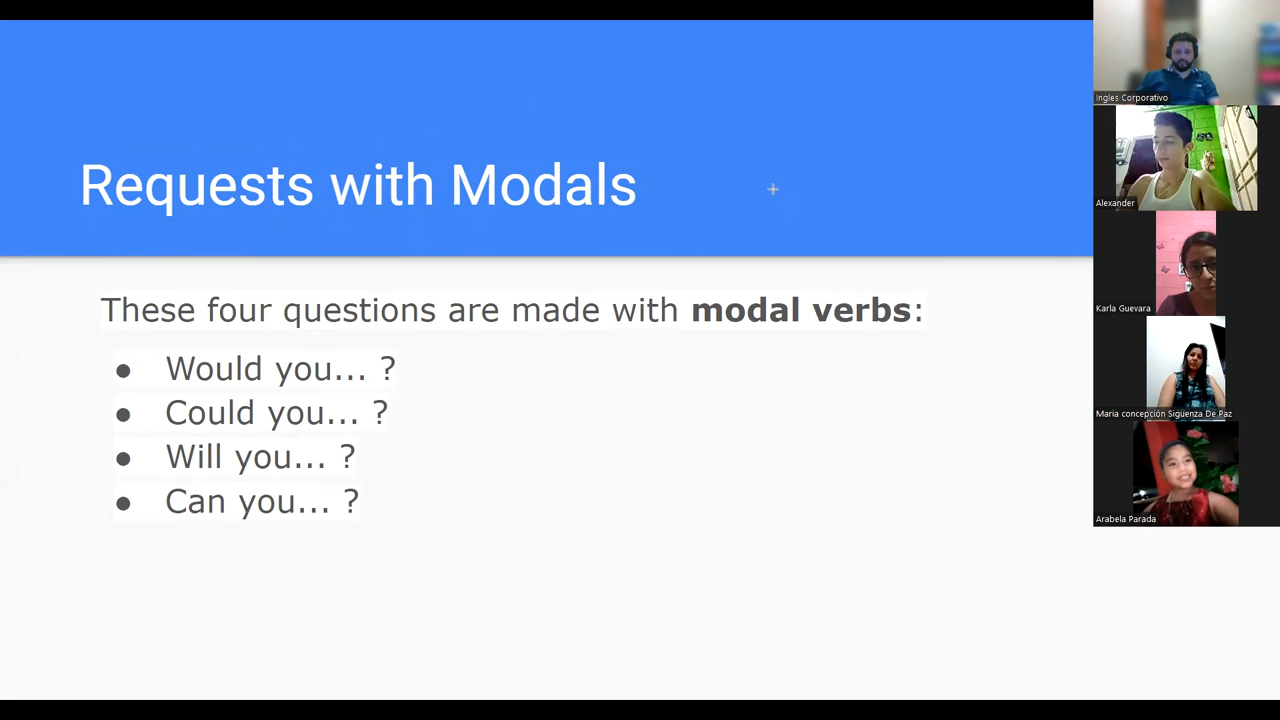 Requests with Modals
These four questions are made with modal verbs:
● Would you... ?
● Could you... ?
● Will you... ?
● Can you... ?
Ingles Corporativo
Alexander
Karla Guevara
Maria concepción Sigüenza De Paz
Arabela Parada